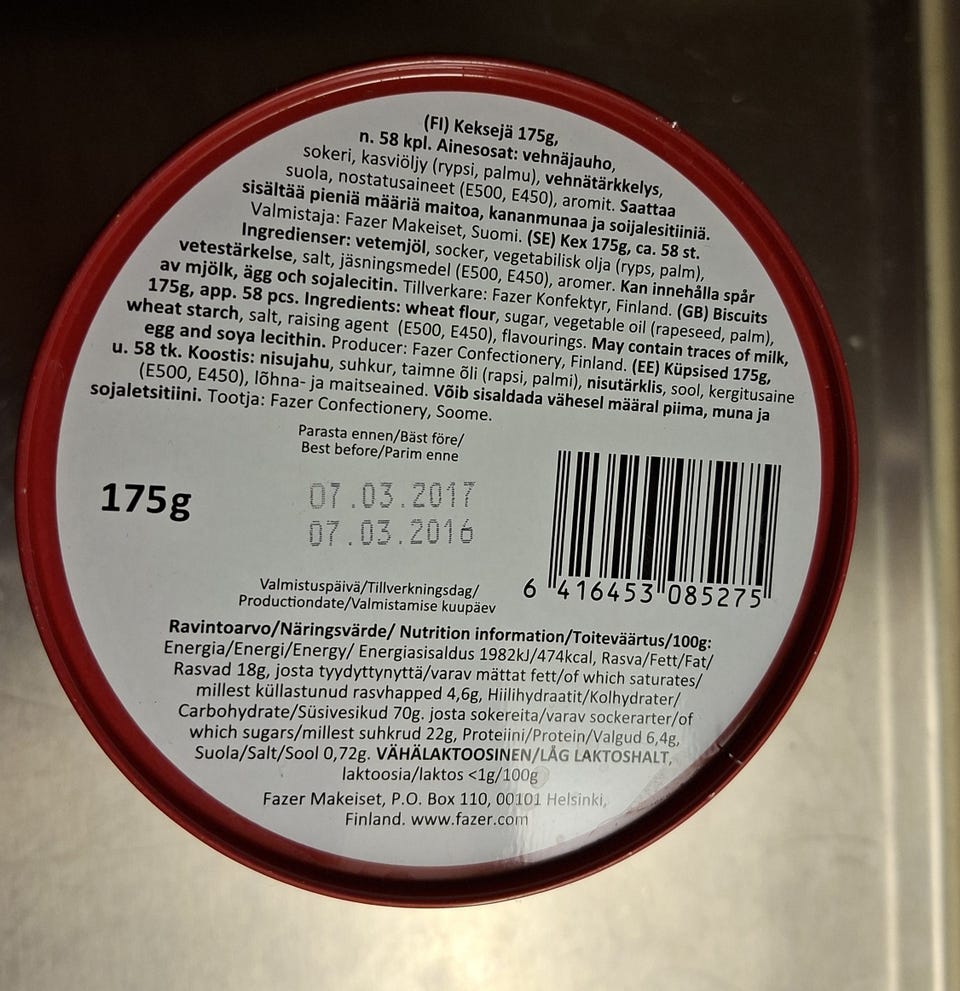 (FI) Keksejä 175g,
n. 58 kpl. Ainesosat: vehnäjauho,
sokeri, kasviöljy (rypsi, palmu), vehnätärkkelys,
suola, nostatusaineet (E500, E450), aromit. Saattaa
sisältää pieniä määriä maitoa, kananmunaa ja soijalesitiiniä.
Valmistaja: Fazer Makeiset, Suomi. (SE) Kex 175g, ca. 58 st.
Ingredienser: vetemjöl, socker, vegetabilisk olja (ryps, palm),
vetestärkelse, salt, jäsningsmedel (E500, E450), aromer. Kan innehålla spår
av mjölk, ägg och sojalecitin. Tillverkare: Fazer Konfektyr, Finland. (GB) Biscuits
175g, app. 58 pcs. Ingredients: wheat flour, sugar, vegetable oil (rapeseed, palm),
wheat starch, salt, raising agent (E500, E450), flavourings. May contain traces of milk,
egg and soya lecithin. Producer: Fazer Confectionery, Finland. (EE) Küpsised 175g,
u. 58 tk. Koostis: nisujahu, suhkur, taimne õli (rapsi, palmi), nisutärklis, sool, kergitusaine
(E500, E450), lõhna- ja maitseained. Võib sisaldada vähesel määral piima, muna ja
sojaletsitiini. Tootja: Fazer Confectionery, Soome.
Parasta ennen/Bäst före/
Best before/Parim enne
175g
07.03.2017
07.03.2016
Valmistuspäivä/Tillverkningsdag/
Productiondate/Valmistamise kuupäev
6 416453 085275
Ravintoarvo/Näringsvärde/ Nutrition information/Toiteväärtus/100g:
Energia/Energi/Energy/ Energiasisaldus 1982kJ/474kcal, Rasva/Fett/Fat/
Rasvad 18g, josta tyydyttynyttä/varav mättat fett/of which saturates/
millest küllastunud rasvhapped 4,6g, Hiilihydraatit/Kolhydrater/
Carbohydrate/Süsivesikud 70g. josta sokereita/varav sockerarter/of
which sugars/millest suhkrud 22g, Proteiini/Protein/Valgud 6,4g,
Suola/Salt/Sool 0,72g. VÄHÄLAKTOOSINEN/LÅG LAKTOSHALT,
laktoosia/laktos <1g/100g
Fazer Makeiset, P.O. Box 110, 00101 Helsinki,
Finland. www.fazer.com